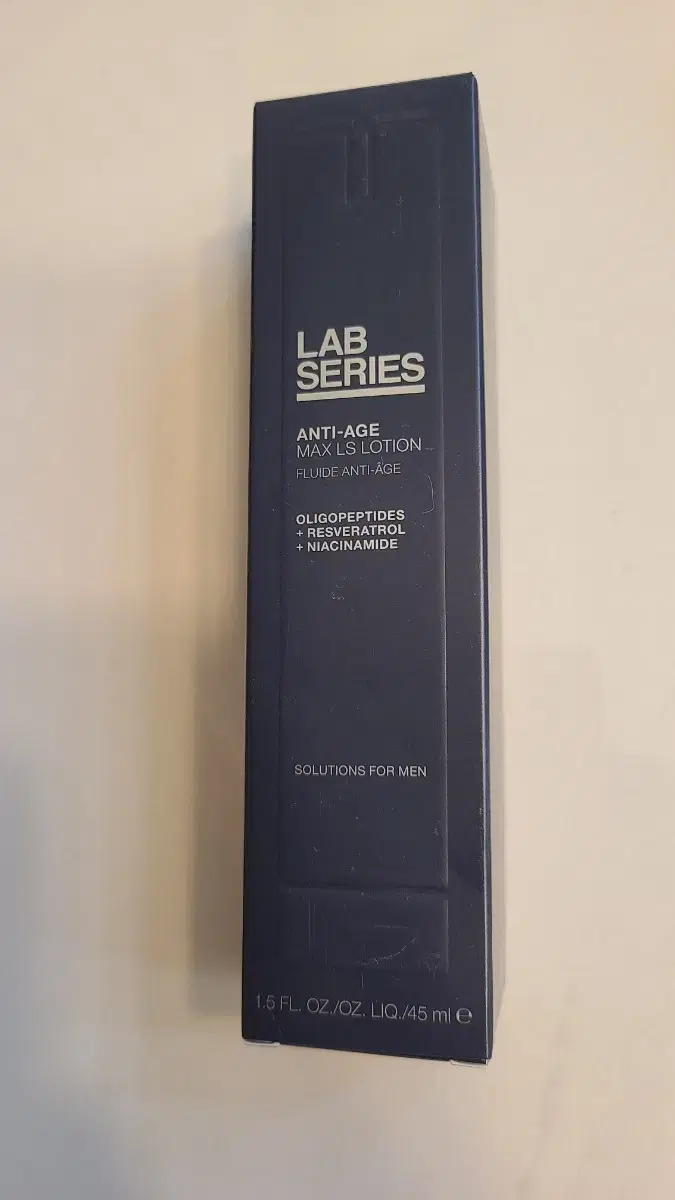 LAB
SERIES
ANTI-AGE
MAX LS LOTION
FLUIDE ANTI-ÂGE
OLIGOPEPTIDES
+ RESVERATROL
+ NIACINAMIDE
SOLUTIONS FOR MEN
1.5 FL. OZ./OZ. LIQ./45 ml ℮